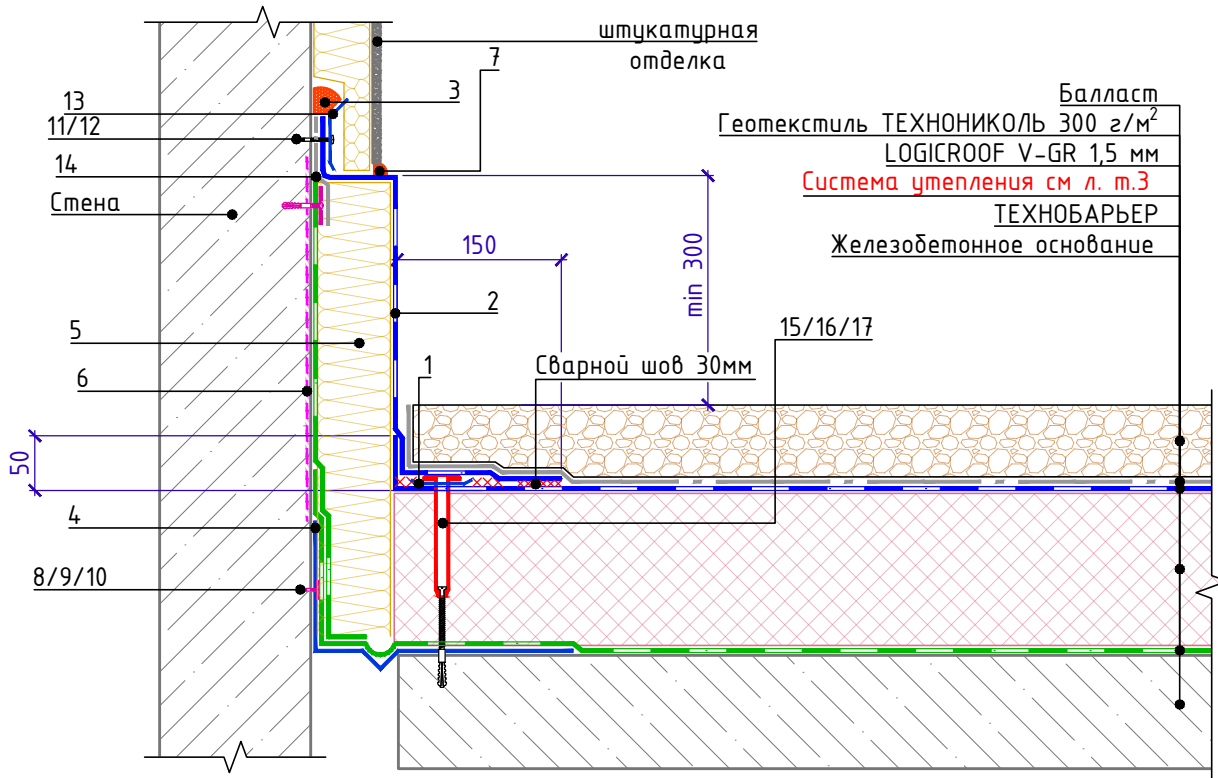 штукатурная
отделка
7
3
13
11/12
14
Стена
Балласт
Геотекстиль ТЕХНОНИКОЛЬ 300 г/м²
LOGICROOF V-GR 1,5 мм
Система утепления см л. т.3
ТЕХНОБАРЬЕР
Железобетонное основание
150
min 300
2
5
15/16/17
1
Сварной шов 30мм
6
50
4
8/9/10